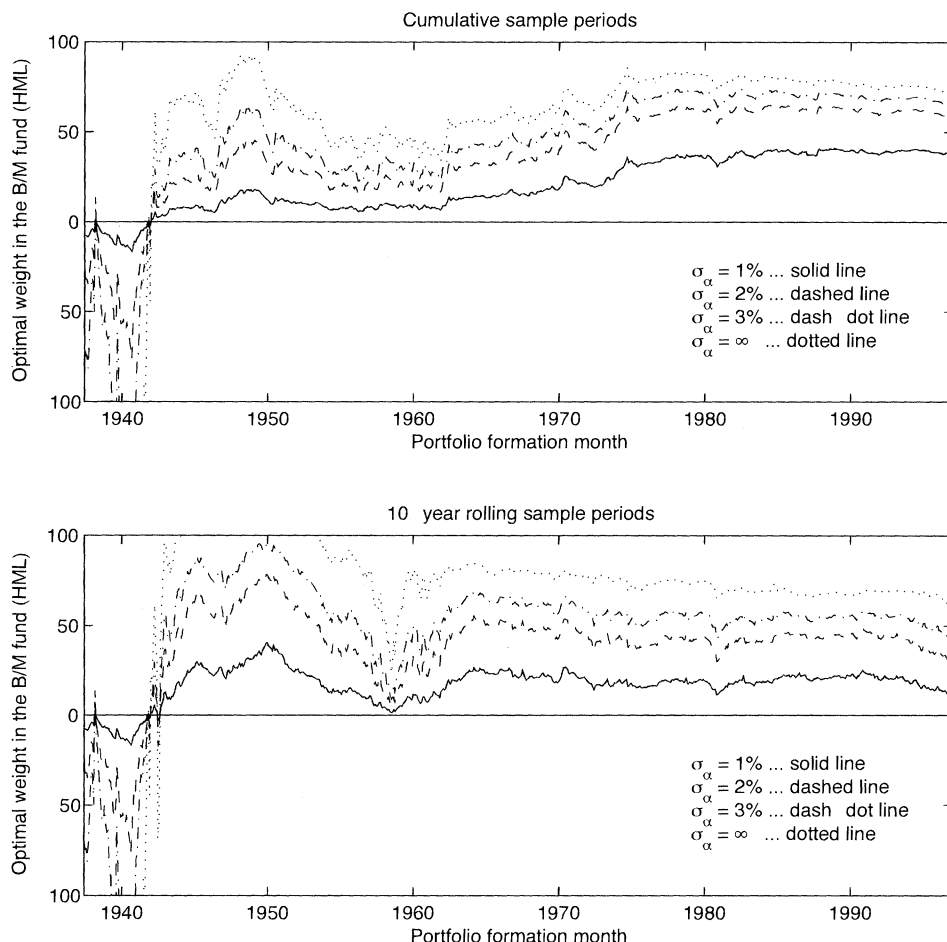 Cumulative sample periods
100
50
0
50
100
Optimal weight in the B/M fund (HML)
σα = 1% ... solid line
σα = 2% ... dashed line
σα = 3% ... dash dot line
σα = ∞ ... dotted line
1940 1950 1960 1970 1980 1990
Portfolio formation month
10 year rolling sample periods
100
50
0
50
100
Optimal weight in the B/M fund (HML)
σα = 1% ... solid line
σα = 2% ... dashed line
σα = 3% ... dash dot line
σα = ∞ ... dotted line
1940 1950 1960 1970 1980 1990
Portfolio formation month